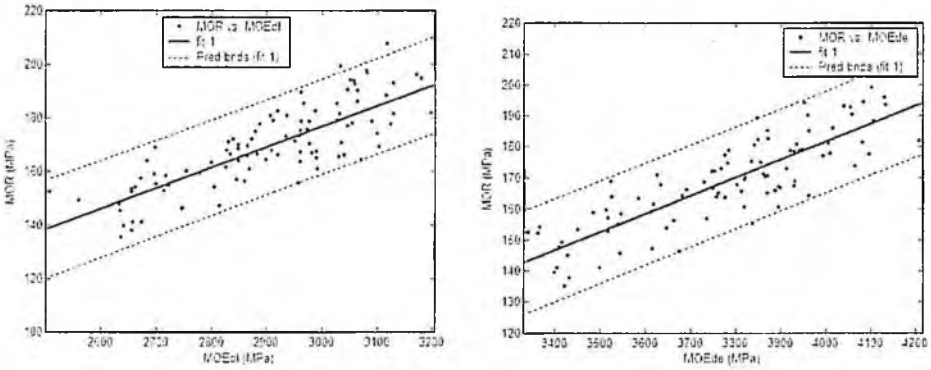 220
200
180
160
140
120
100
MOR (MPa)
MOR vs. MOEcl
fit 1
Pred bnds (fit 1)
2600 2700 2800 2900 3000 3100 3200
MOEcl (MPa)
220
210
200
190
180
170
160
150
140
130
120
MOR (MPa)
MOR vs. MOEde
fit 1
Pred bnds (fit 1)
3400 3500 3600 3700 3800 3900 4000 4100 4200
MOEde (MPa)